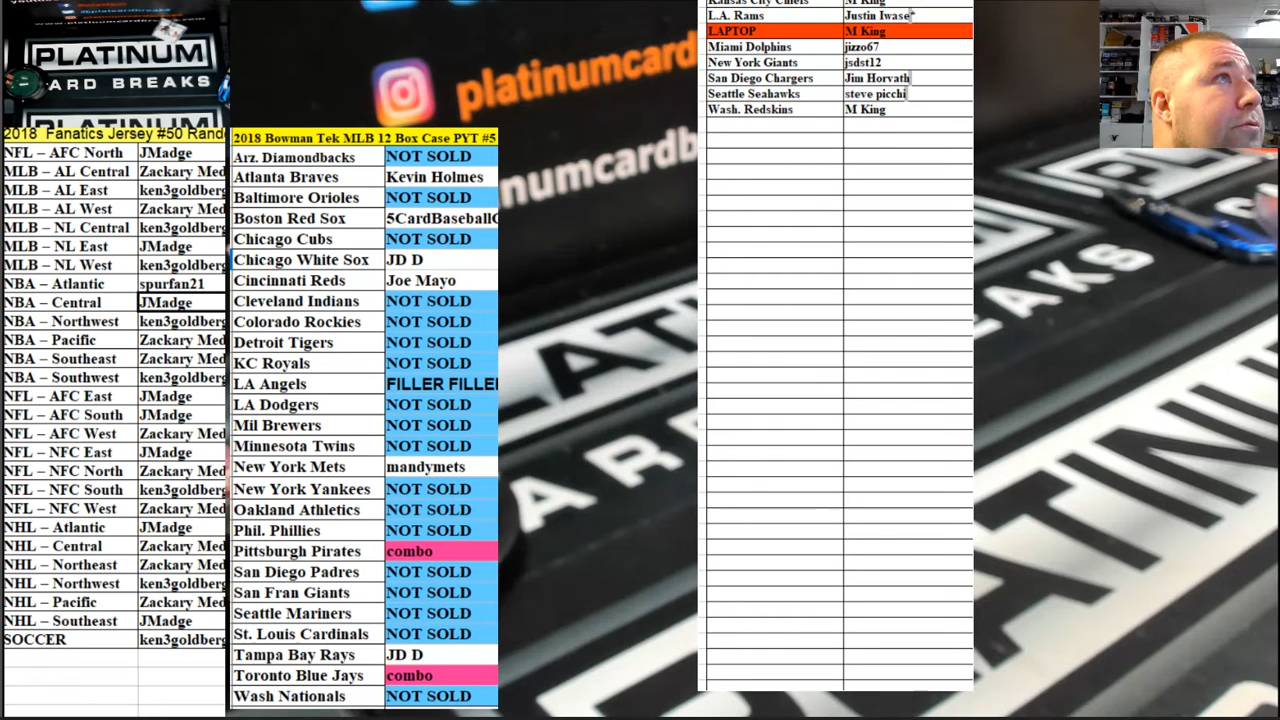 PLATINUM
CARD BREAKS
PLATINUM
2018 Fanatics Jersey #50
NFL – AFC North JMadge
MLB – AL Central Zackary Med
MLB – AL East ken3goldberg
MLB – AL West Zackary Med
MLB – NL Central ken3goldberg
MLB – NL East JMadge
MLB – NL West ken3goldberg
NBA – Atlantic spurfan21
NBA – Central JMadge
NBA – Northwest ken3goldberg
NBA – Pacific Zackary Med
NBA – Southeast Zackary Med
NBA – Southwest ken3goldberg
NFL – AFC East JMadge
NFL – AFC South JMadge
NFL – AFC West Zackary Med
NFL – NFC East JMadge
NFL – NFC North Zackary Med
NFL – NFC South ken3goldberg
NFL – NFC West Zackary Med
NHL – Atlantic JMadge
NHL – Central Zackary Med
NHL – Northeast Zackary Med
NHL – Northwest ken3goldberg
NHL – Pacific Zackary Med
NHL – Southeast JMadge
SOCCER ken3goldberg
2018 Bowman Tek MLB 12 Box Case PYT #5
Arz. Diamondbacks NOT SOLD
Atlanta Braves Kevin Holmes
Baltimore Orioles NOT SOLD
Boston Red Sox 5CardBaseball
Chicago Cubs NOT SOLD
Chicago White Sox JD D
Cincinnati Reds Joe Mayo
Cleveland Indians NOT SOLD
Colorado Rockies NOT SOLD
Detroit Tigers NOT SOLD
KC Royals NOT SOLD
LA Angels FILLER FILLE
LA Dodgers NOT SOLD
Mil Brewers NOT SOLD
Minnesota Twins NOT SOLD
New York Mets mandymets
New York Yankees NOT SOLD
Oakland Athletics NOT SOLD
Phil. Phillies NOT SOLD
Pittsburgh Pirates combo
San Diego Padres NOT SOLD
San Fran Giants NOT SOLD
Seattle Mariners NOT SOLD
St. Louis Cardinals NOT SOLD
Tampa Bay Rays JD D
Toronto Blue Jays combo
Wash Nationals NOT SOLD
platinumcard
inumcardb
Kansas City Chiefs M King
L.A. Rams Justin Iwase
LAPTOP M King
Miami Dolphins jizzo67
New York Giants jsdst12
San Diego Chargers Jim Horvath
Seattle Seahawks steve picchi
Wash. Redskins M King